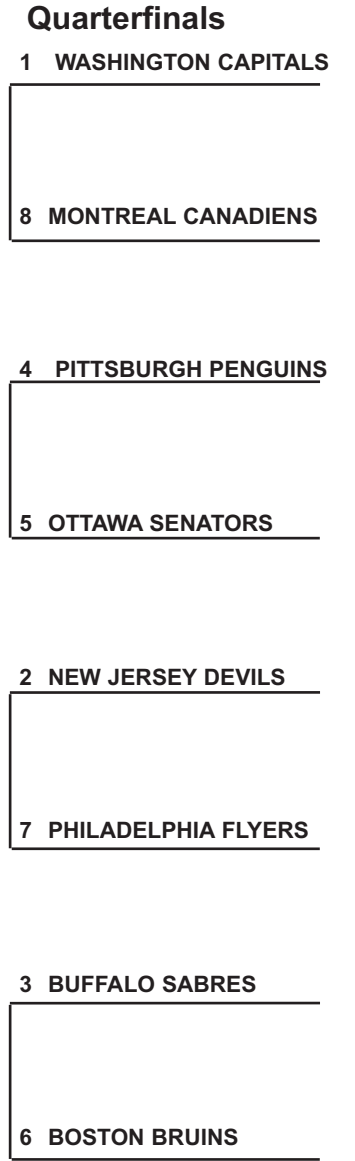 Quarterfinals
1 WASHINGTON CAPITALS
8 MONTREAL CANADIENS
4 PITTSBURGH PENGUINS
5 OTTAWA SENATORS
2 NEW JERSEY DEVILS
7 PHILADELPHIA FLYERS
3 BUFFALO SABRES
6 BOSTON BRUINS